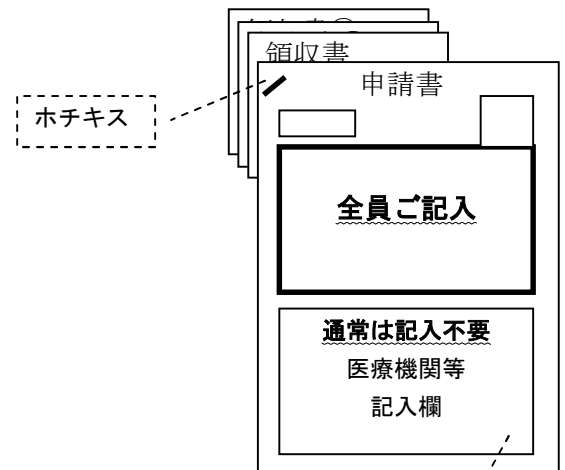 領収書
申請書
ホチキス
全員ご記入
通常は記入不要
医療機関等
記入欄